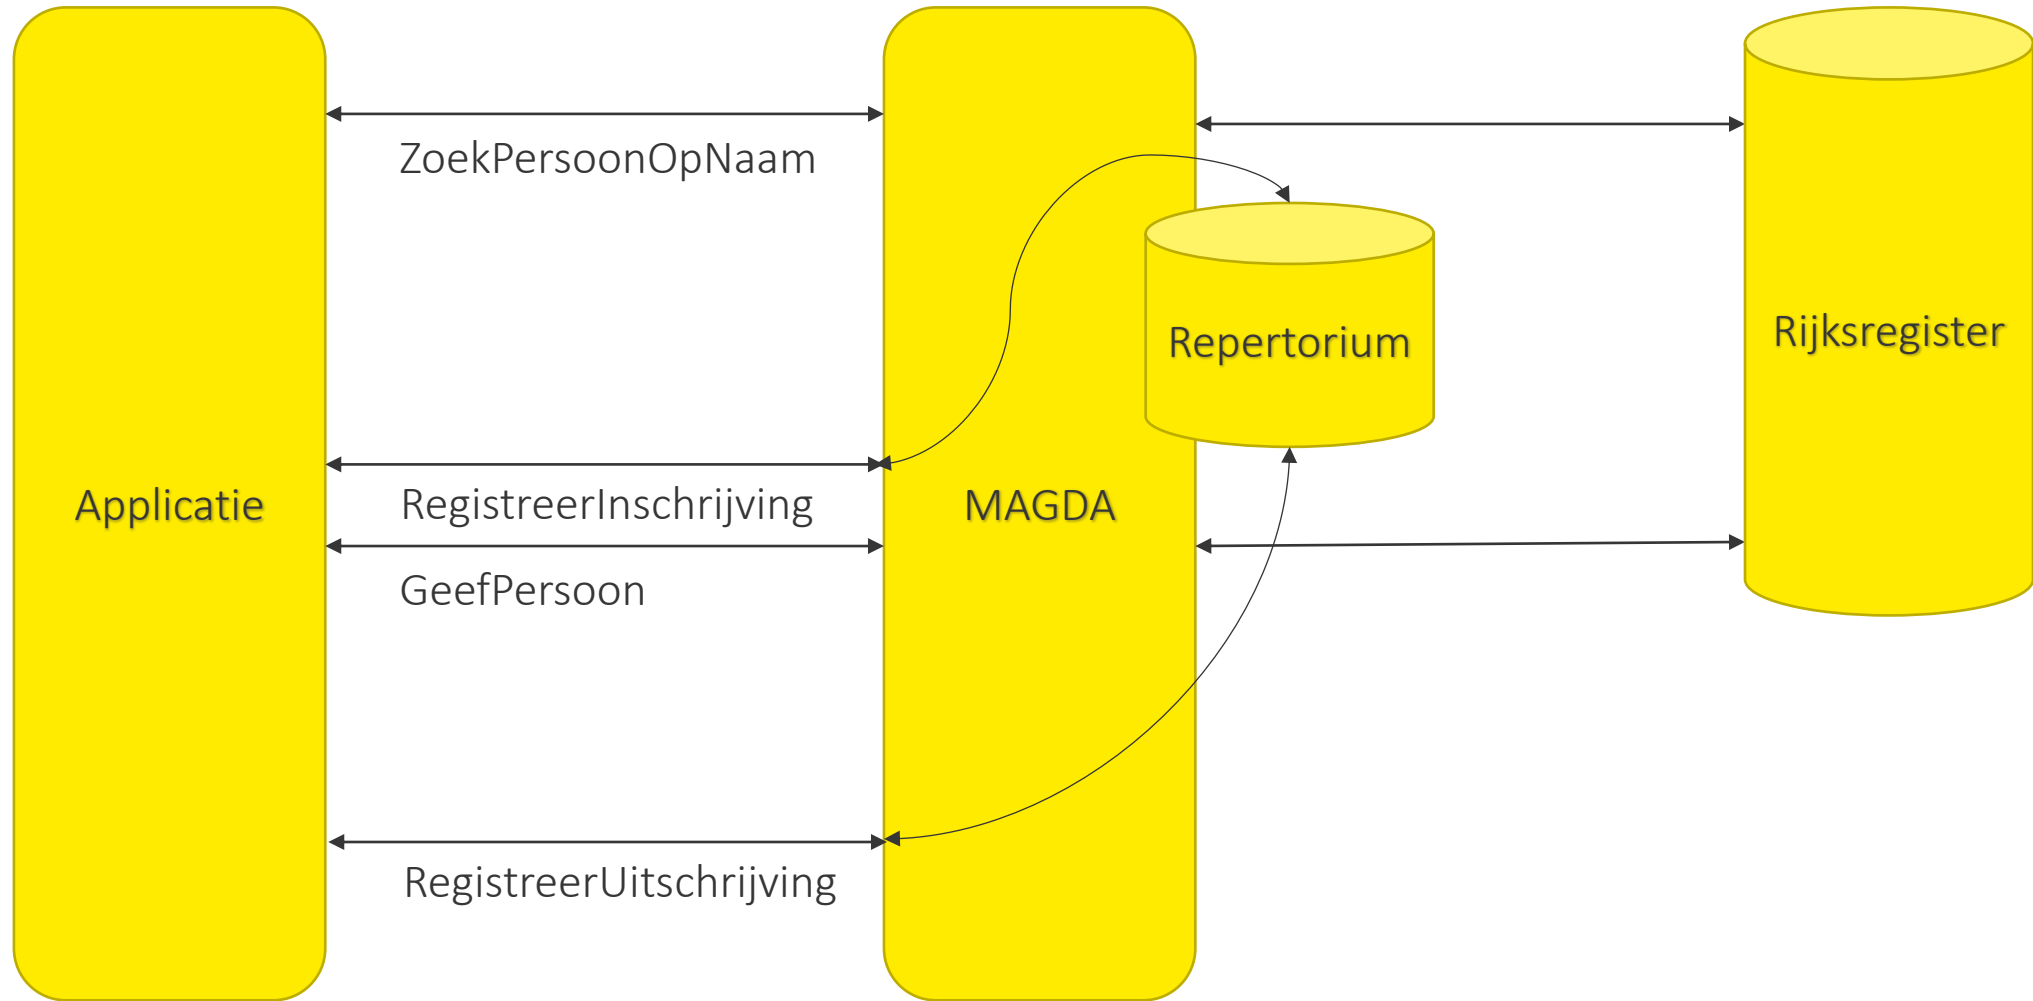 ZoekPersoonOpNaam
Repertorium
Rijksregister
Applicatie
RegistreerInschrijving
MAGDA
GeefPersoon
RegistreerUitschrijving